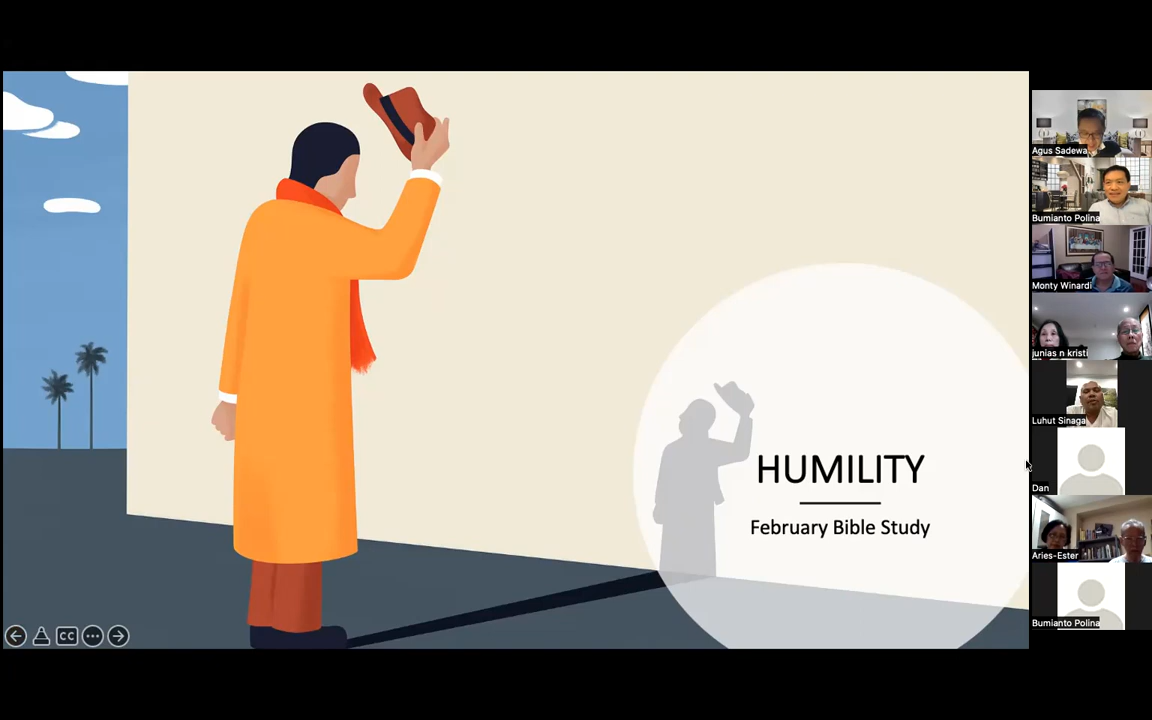 HUMILITY
February Bible Study
CC
Agus Sadewa
Bumianto Polina
Monty Winardi
junias n kristi
Luhut Sinaga
Dan
Aries-Ester
Bumianto Polina